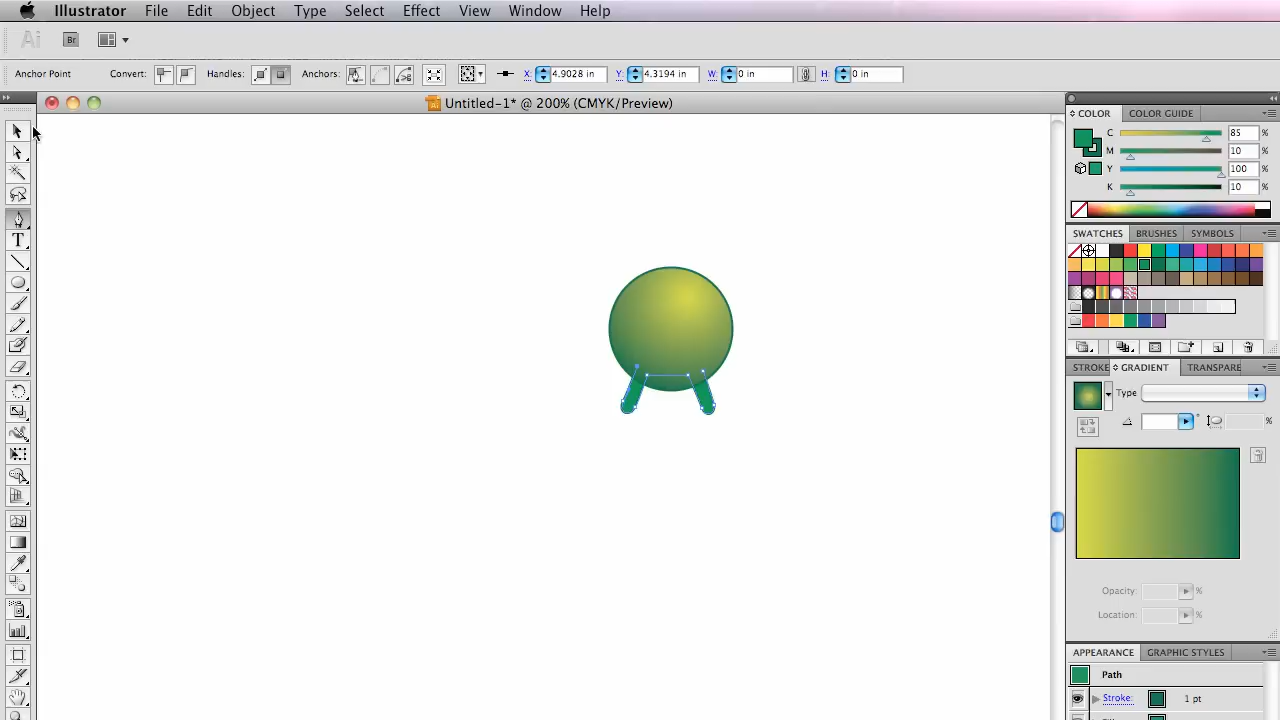 Illustrator File Edit Object Type Select Effect View Window Help
Ai Br
Anchor Point Convert: Handles: Anchors: X: 4.9028 in Y: 4.3194 in W: 0 in H: 0 in
Untitled-1* @ 200% (CMYK/Preview)
COLOR COLOR GUIDE
C 85 %
M 10 %
Y 100 %
K 10 %
SWATCHES BRUSHES SYMBOLS
T
STROKE GRADIENT TRANSPARE
Type
° %
Opacity: %
Location: %
APPEARANCE GRAPHIC STYLES
Path
Stroke: 1 pt